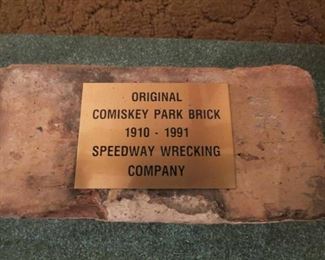 ORIGINAL
COMISKEY PARK BRICK
1910 - 1991
SPEEDWAY WRECKING
COMPANY